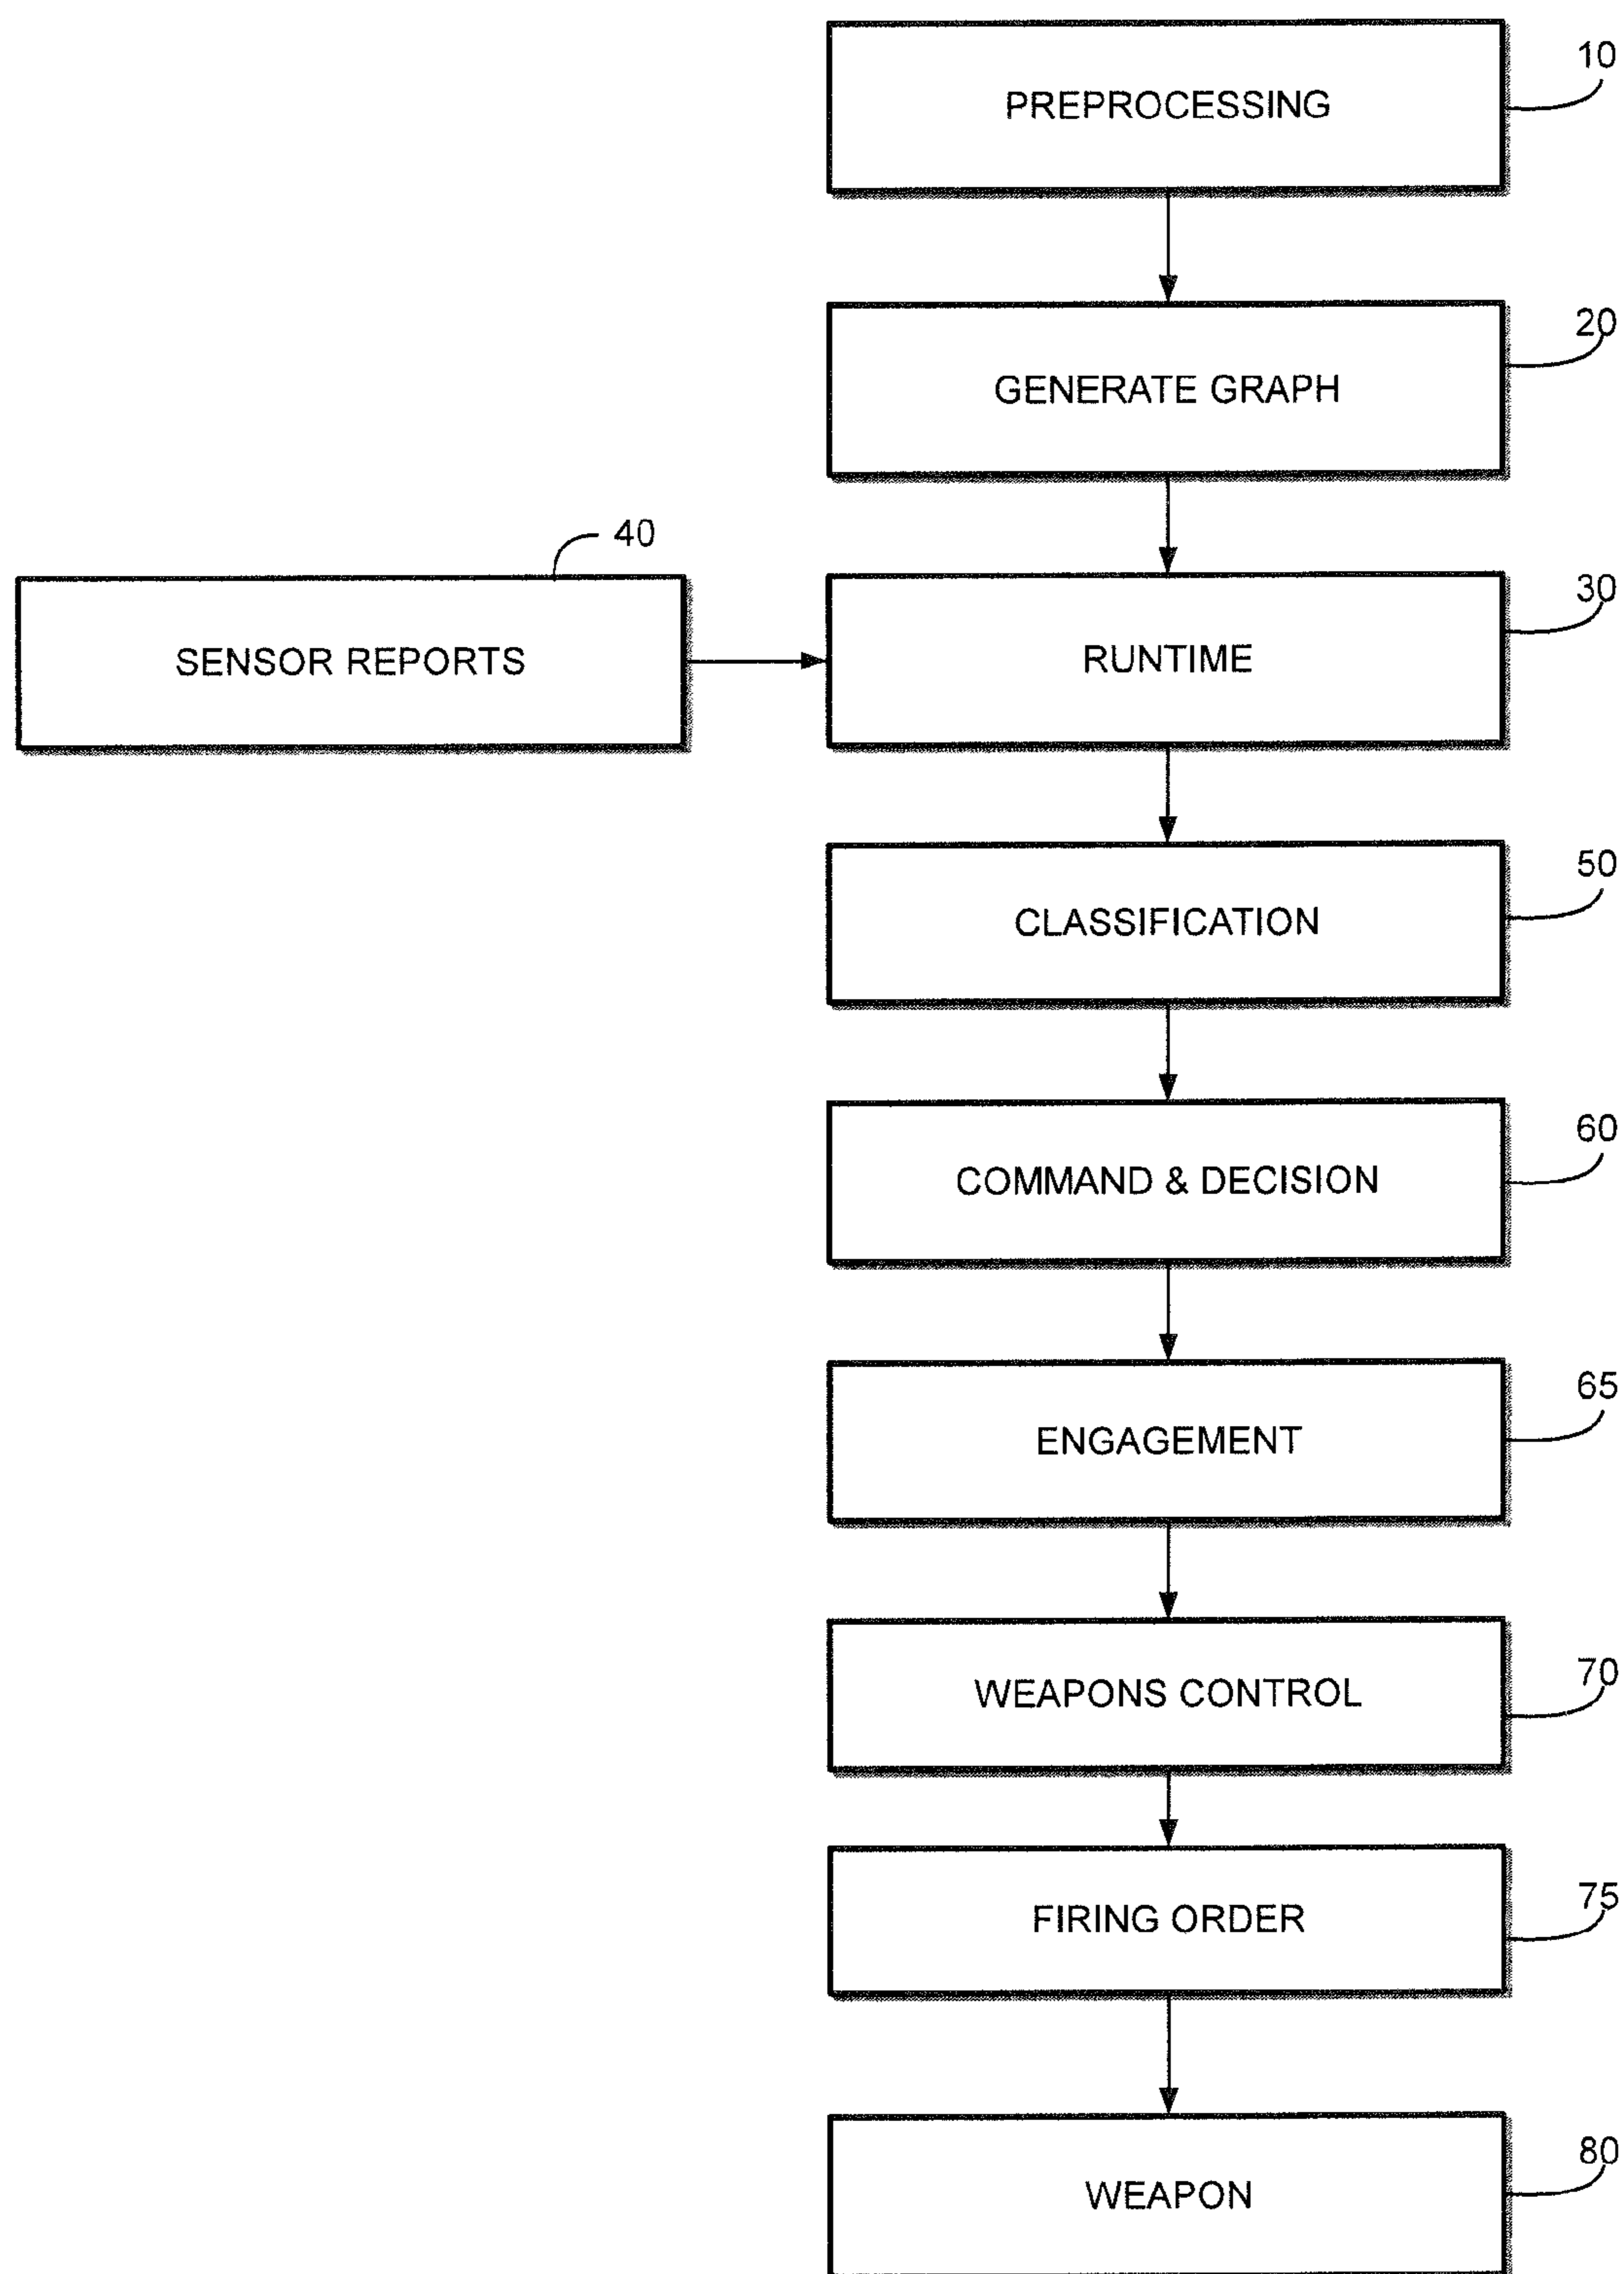 10
PREPROCESSING
20
GENERATE GRAPH
40
SENSOR REPORTS
30
RUNTIME
50
CLASSIFICATION
60
COMMAND & DECISION
65
ENGAGEMENT
70
WEAPONS CONTROL
75
FIRING ORDER
80
WEAPON